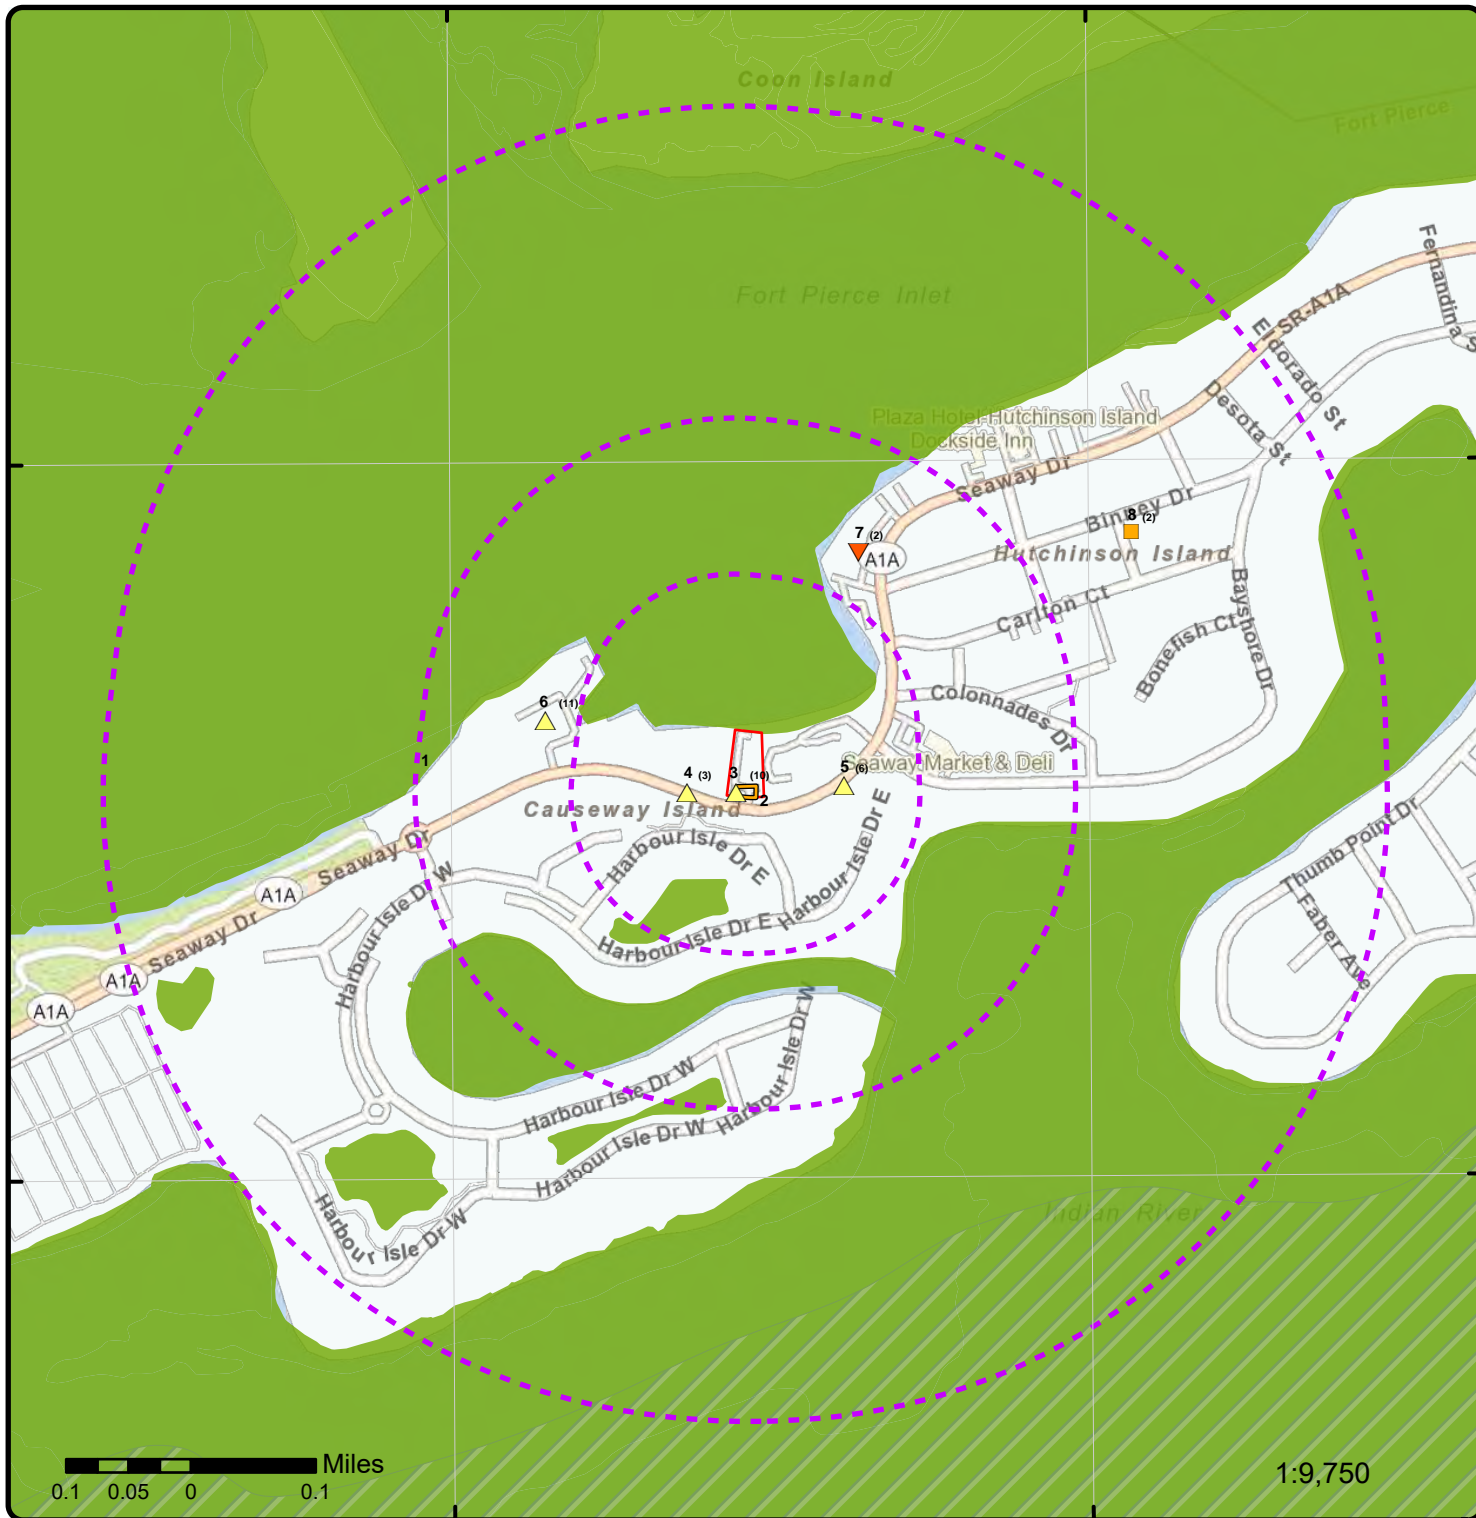 Coon Island
Fort Pierce
Fort Pierce Inlet
Fernandina S
SR-A1A
Eldorado St
Desota St
Plaza Hotel Hutchinson Island
Dockside Inn
Seaway Dr
Binney Dr
8 (2)
7 (2)
A1A
Hutchinson Island
Carlton Ct
Bayshore Dr
Bonefish Ct
Colonnades Dr
6 (11)
1
4 (3)
3 (10)
2
5 (6)
Seaway Market & Deli
Causeway Island
Harbour Isle Dr E
Harbour Isle Dr E
Harbour Isle Dr E
Harbour Isle Dr E
Thumb Point Dr
Faber Ave
Seaway Dr
A1A
Seaway Dr
A1A
A1A
Harbour Isle Dr W
Harbour Isle Dr W
Harbour Isle Dr W
Harbour Isle Dr W
Harbour Isle Dr W
Indian River
Miles
0.1 0.05 0 0.1
1:9,750